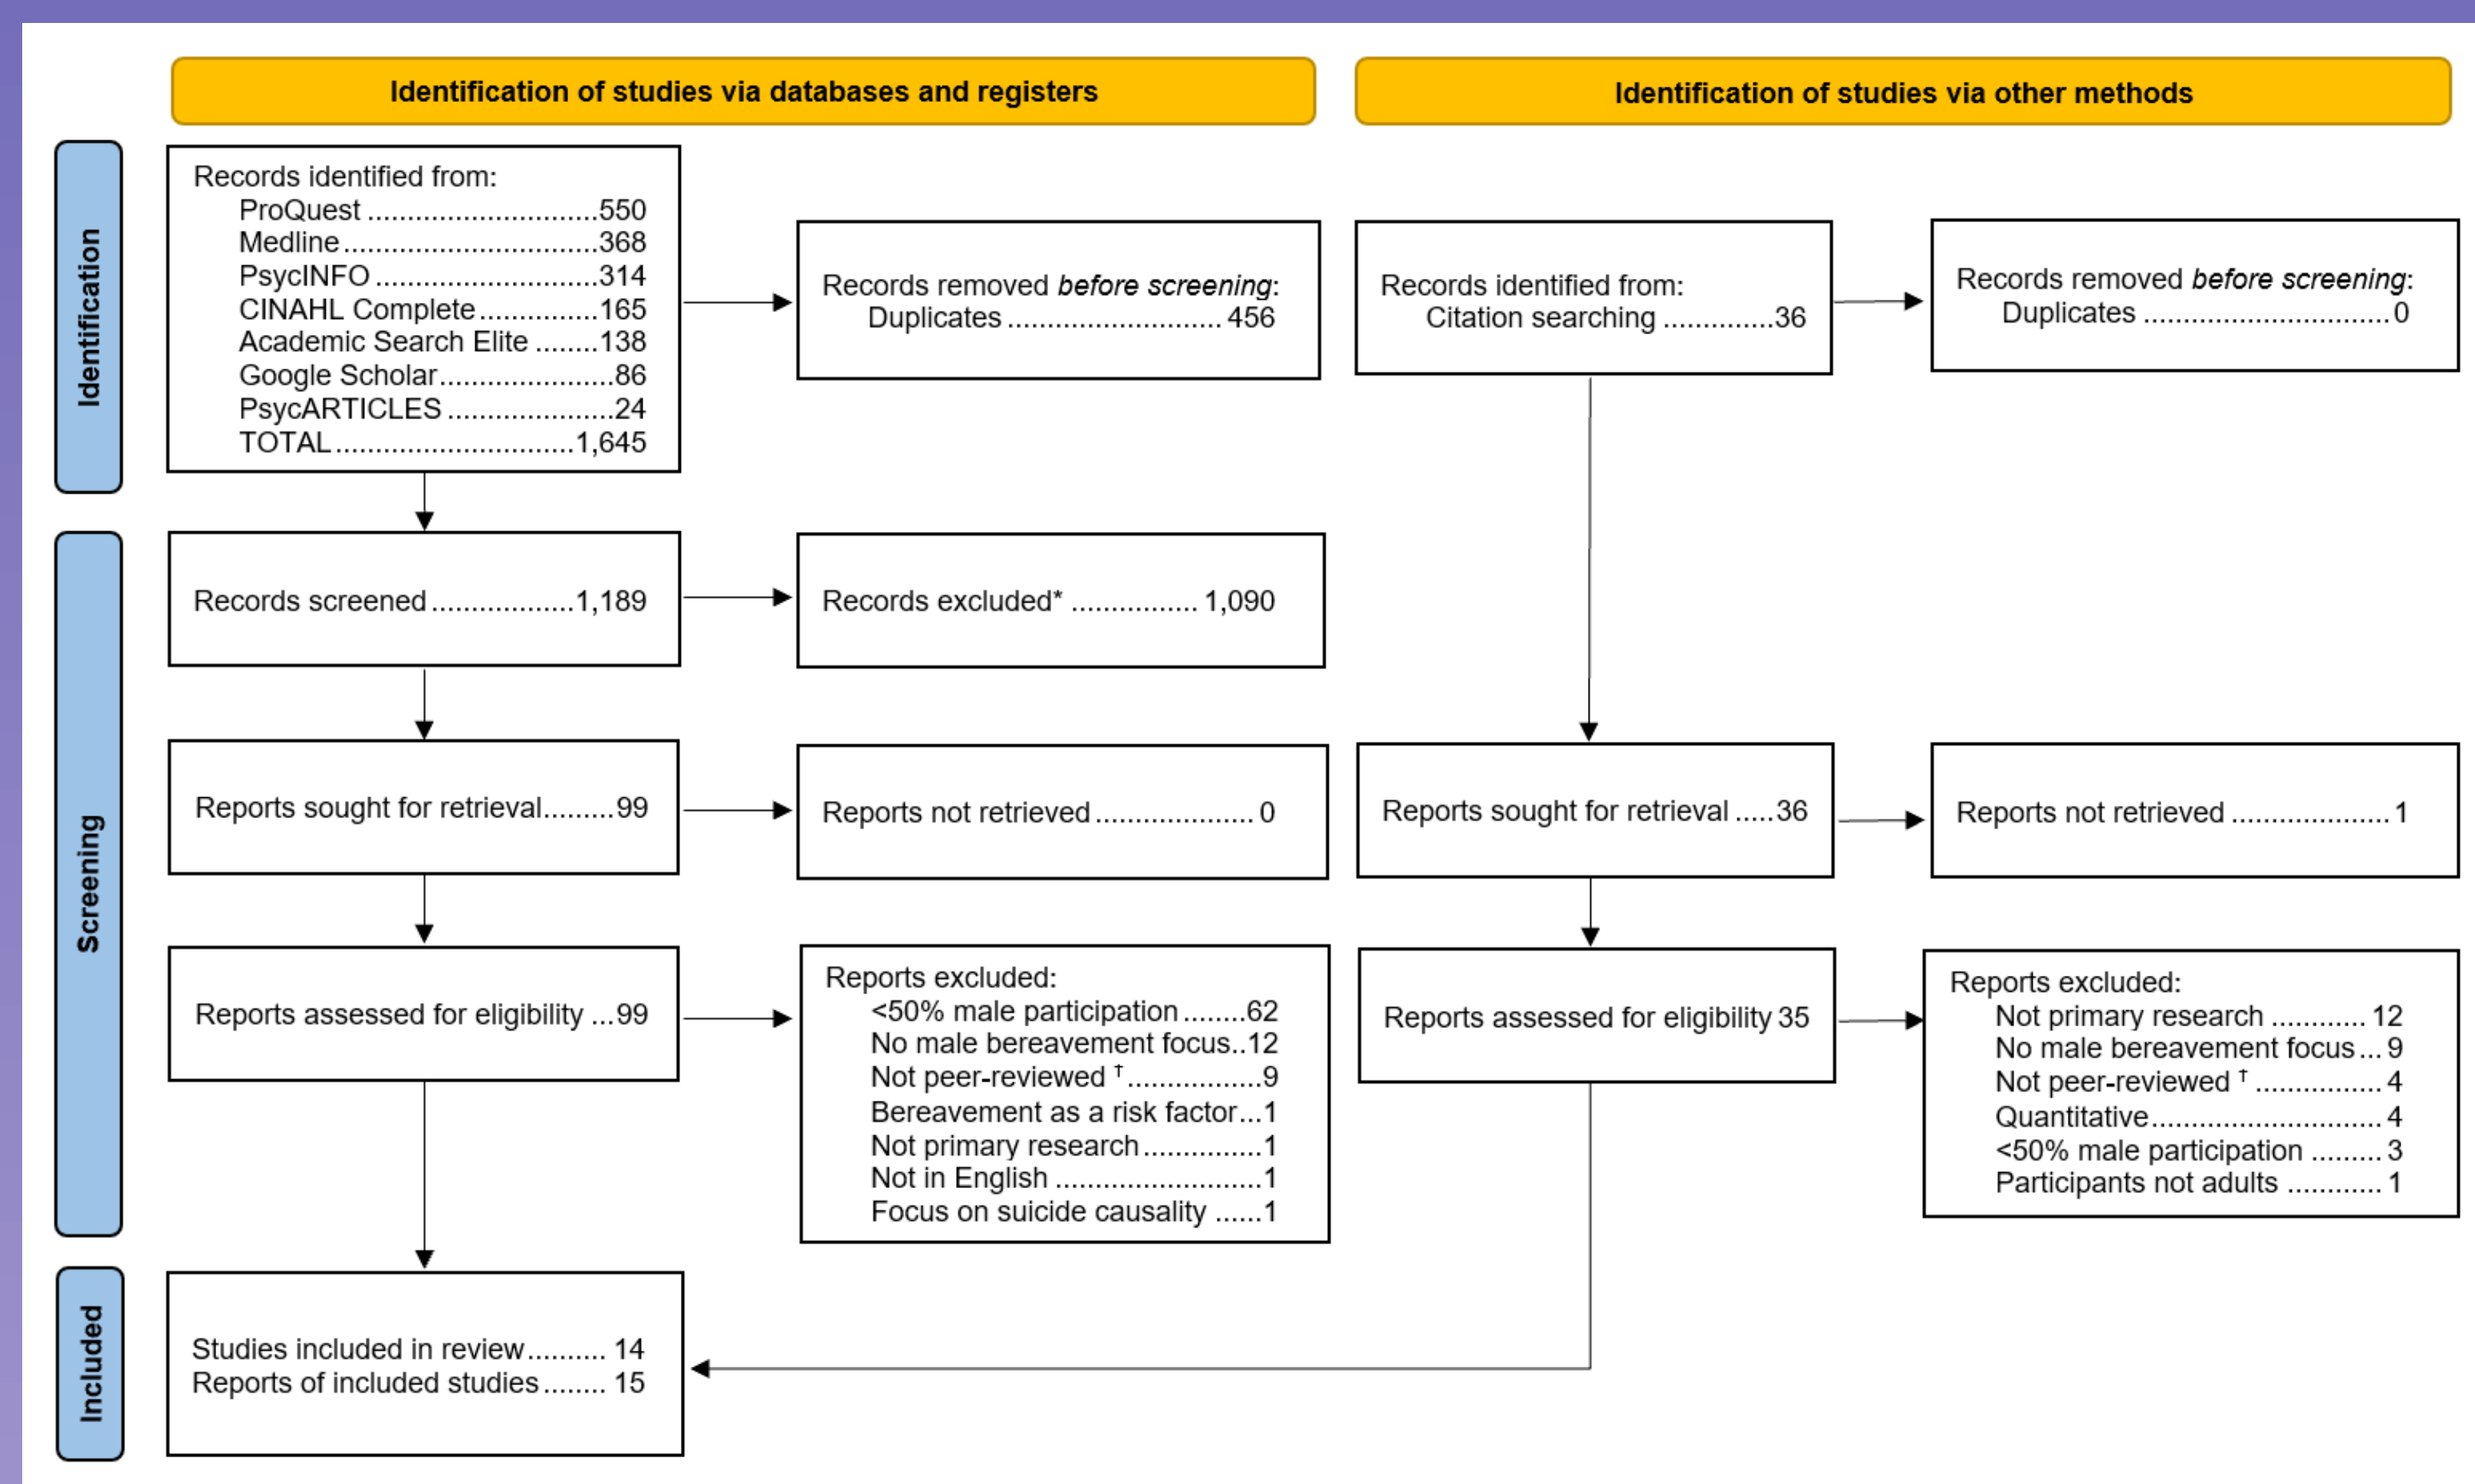 Identification of studies via databases and registers
Identification of studies via other methods
Identification
Records identified from:
ProQuest .............................550
Medline................................368
PsycINFO ............................314
CINAHL Complete...............165
Academic Search Elite ........138
Google Scholar......................86
PsycARTICLES .....................24
TOTAL..............................1,645
Records removed before screening:
Duplicates ........................... 456
Records identified from:
Citation searching ..............36
Records removed before screening:
Duplicates ...............................0
Screening
Records screened..................1,189
Records excluded* ................ 1,090
Reports sought for retrieval.........99
Reports not retrieved.................... 0
Reports sought for retrieval .....36
Reports not retrieved ....................1
Reports assessed for eligibility ...99
Reports excluded:
<50% male participation ........62
No male bereavement focus..12
Not peer-reviewed †.................9
Bereavement as a risk factor...1
Not primary research...............1
Not in English ..........................1
Focus on suicide causality ......1
Reports assessed for eligibility 35
Reports excluded:
Not primary research ............ 12
No male bereavement focus... 9
Not peer-reviewed † ................ 4
Quantitative............................. 4
<50% male participation ......... 3
Participants not adults ............ 1
Included
Studies included in review.......... 14
Reports of included studies........ 15